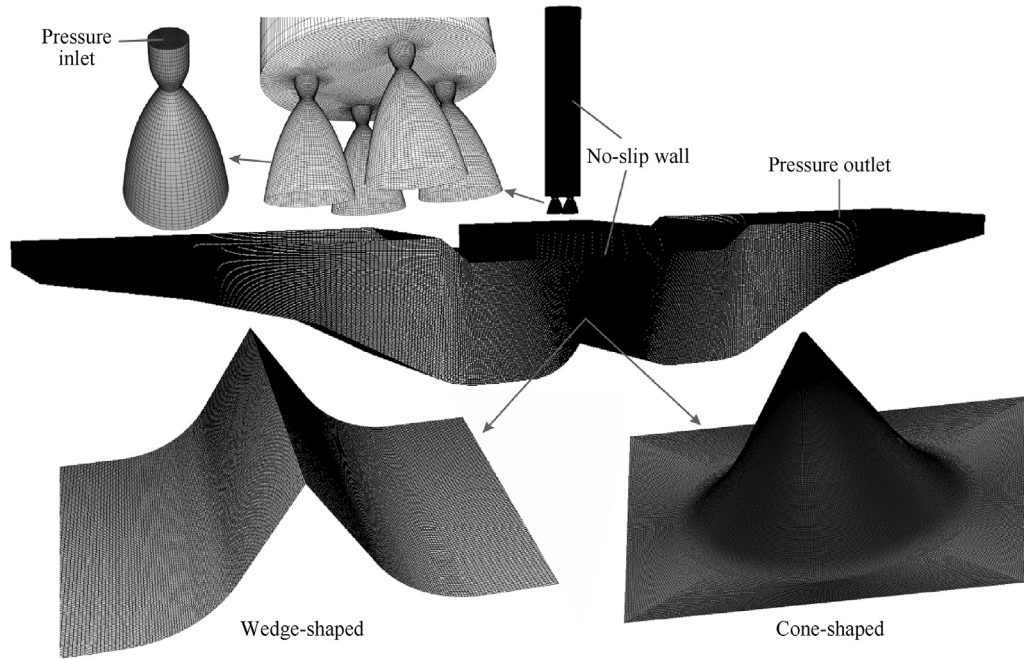 Pressure
inlet
No-slip wall
Pressure outlet
Wedge-shaped
Cone-shaped